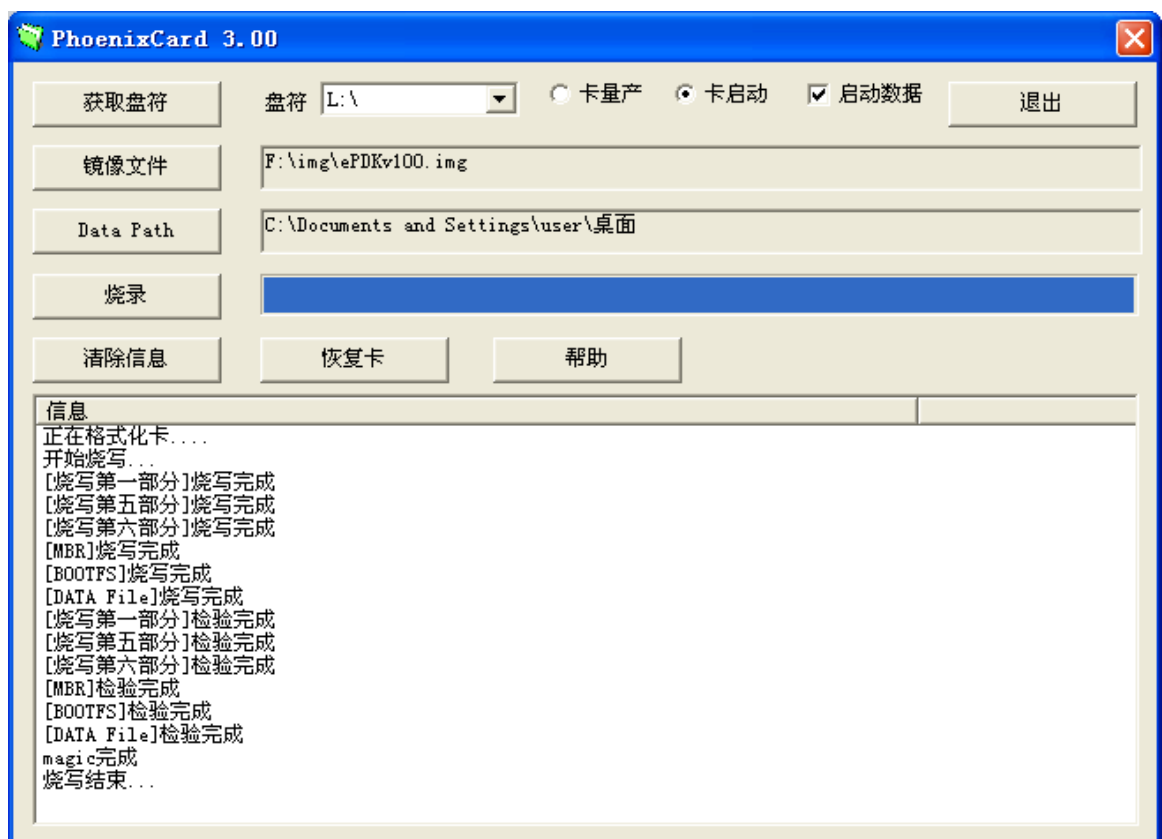 PhoenixCard 3.00
获取盘符 盘符 L:\ 卡量产 卡启动 启动数据 退出
镜像文件 F:\img\ePDKv100.img
Data Path C:\Documents and Settings\user\桌面
烧录
清除信息 恢复卡 帮助
信息
正在格式化卡....
开始烧写...
[烧写第一部分]烧写完成
[烧写第五部分]烧写完成
[烧写第六部分]烧写完成
[MBR]烧写完成
[BOOTFS]烧写完成
[DATA File]烧写完成
[烧写第一部分]检验完成
[烧写第五部分]检验完成
[烧写第六部分]检验完成
[MBR]检验完成
[BOOTFS]检验完成
[DATA File]检验完成
magic完成
烧写结束...